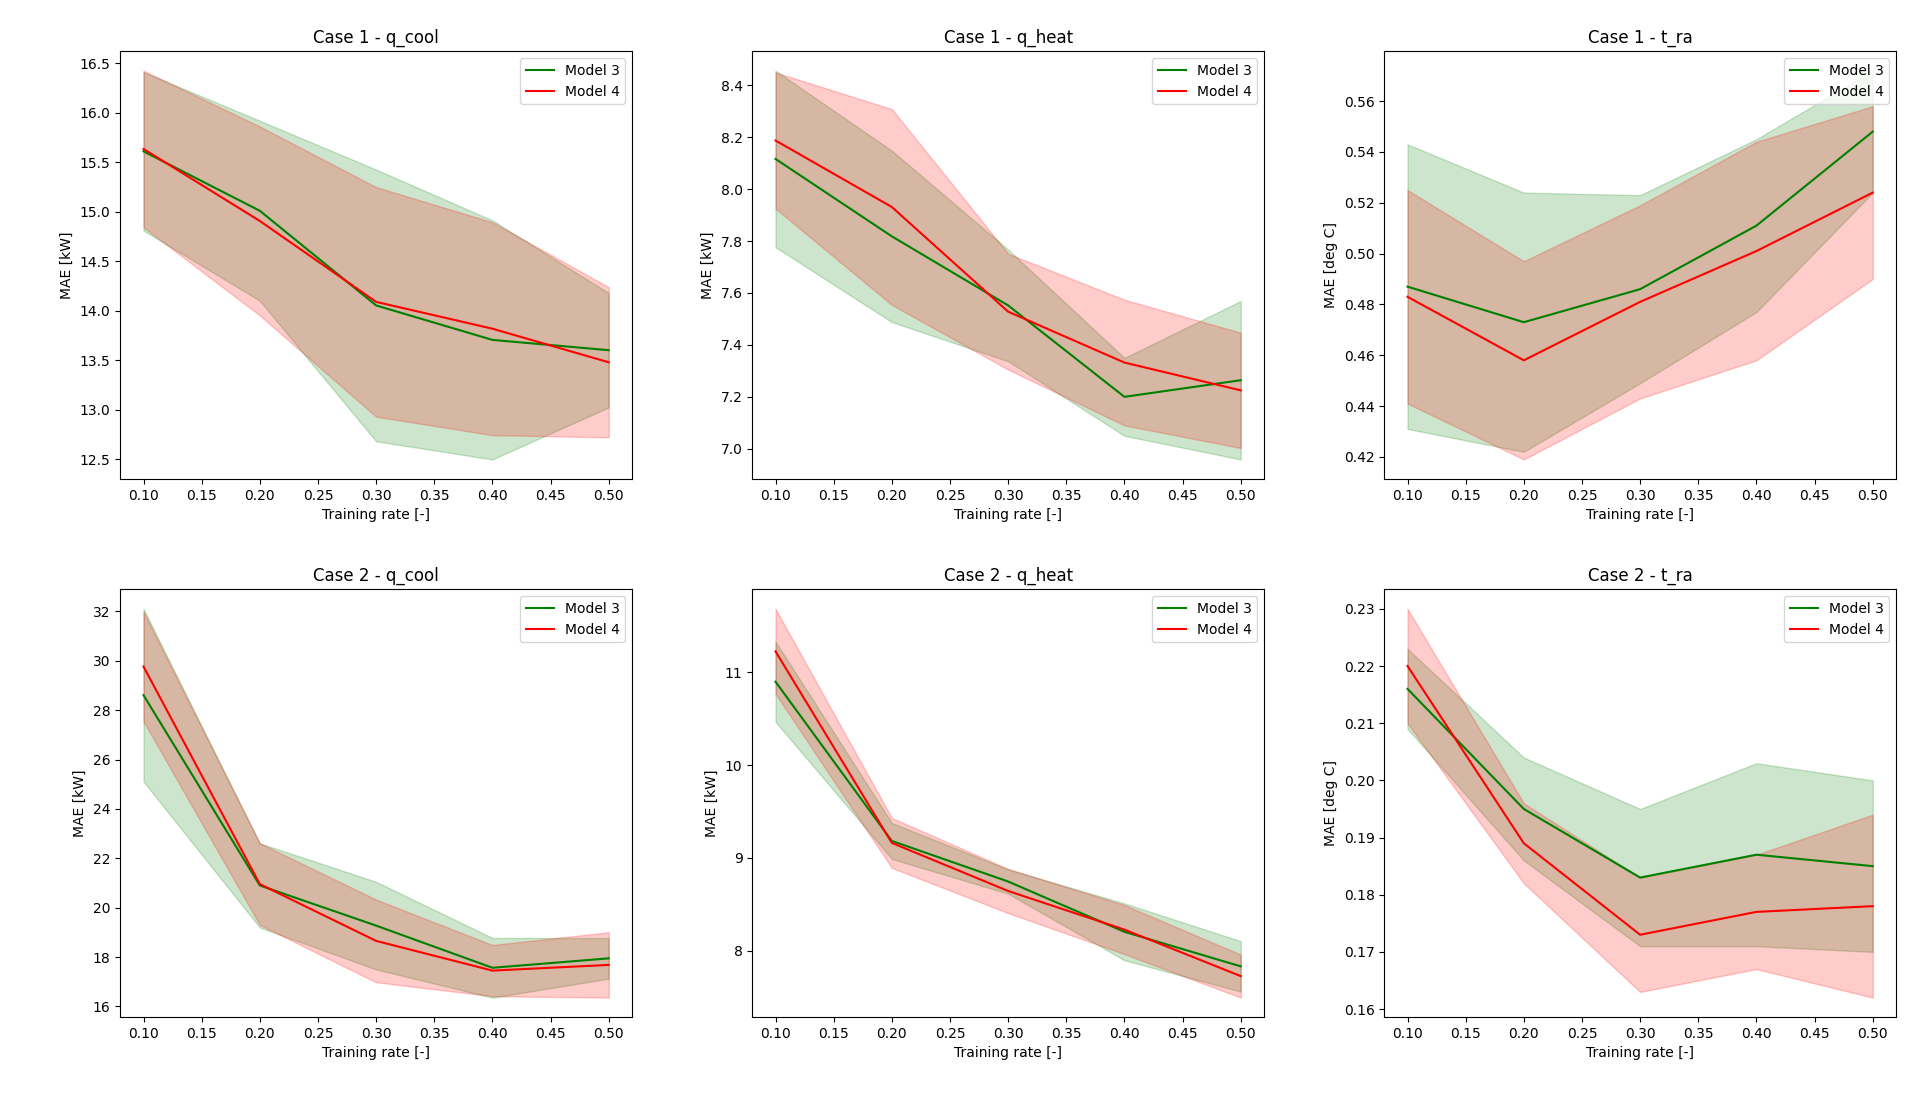 Case 1 - q_cool
MAE [kW]
16.5
16.0
15.5
15.0
14.5
14.0
13.5
13.0
12.5
Model 3
Model 4
0.10 0.15 0.20 0.25 0.30 0.35 0.40 0.45 0.50
Training rate [-]
Case 1 - q_heat
MAE [kW]
8.4
8.2
8.0
7.8
7.6
7.4
7.2
7.0
Model 3
Model 4
0.10 0.15 0.20 0.25 0.30 0.35 0.40 0.45 0.50
Training rate [-]
Case 1 - t_ra
MAE [deg C]
0.56
0.54
0.52
0.50
0.48
0.46
0.44
0.42
Model 3
Model 4
0.10 0.15 0.20 0.25 0.30 0.35 0.40 0.45 0.50
Training rate [-]
Case 2 - q_cool
MAE [kW]
32
30
28
26
24
22
20
18
16
Model 3
Model 4
0.10 0.15 0.20 0.25 0.30 0.35 0.40 0.45 0.50
Training rate [-]
Case 2 - q_heat
MAE [kW]
11
10
9
8
Model 3
Model 4
0.10 0.15 0.20 0.25 0.30 0.35 0.40 0.45 0.50
Training rate [-]
Case 2 - t_ra
MAE [deg C]
0.23
0.22
0.21
0.20
0.19
0.18
0.17
0.16
Model 3
Model 4
0.10 0.15 0.20 0.25 0.30 0.35 0.40 0.45 0.50
Training rate [-]